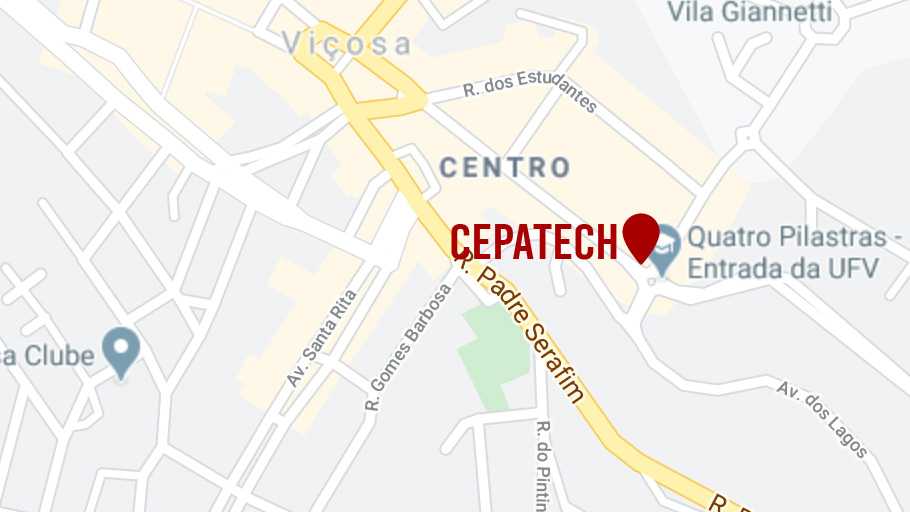 Vila Giannetti
Viçosa
R. dos Estudantes
CENTRO
CEPATECH
Quatro Pilastras -
Entrada da UFV
R. Padre Serafim
Av. Santa Rita
R. Gomes Barbosa
sa Clube
Av. dos Lagos
R. do Pintin
R.